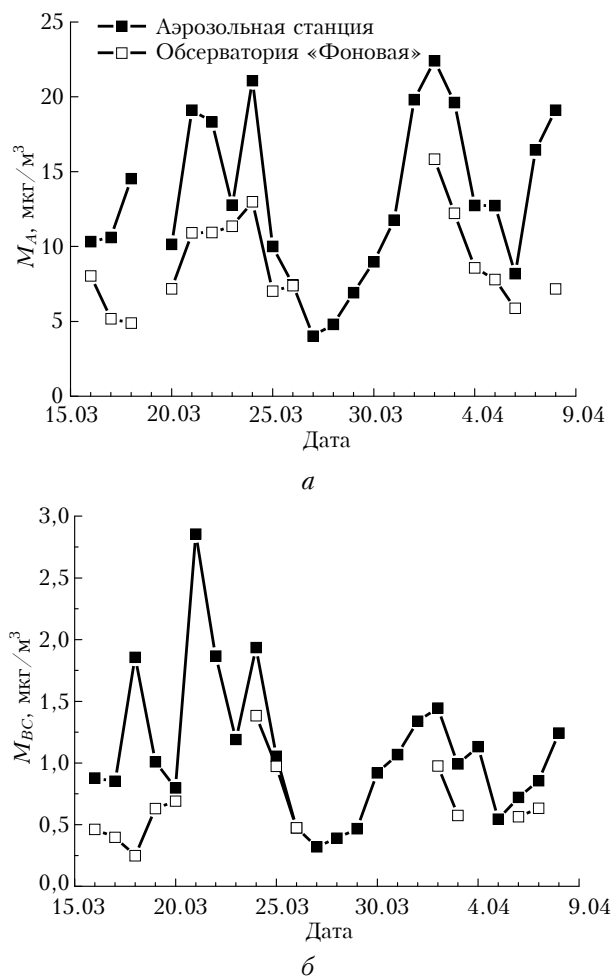 25
20
15
10
5
0
M_A, мкг/м³
Аэрозольная станция
Обсерватория «Фоновая»
15.03 20.03 25.03 30.03 4.04 9.04
Дата
а
3,0
2,5
2,0
1,5
1,0
0,5
0,0
M_BC, мкг/м³
15.03 20.03 25.03 30.03 4.04 9.04
Дата
б